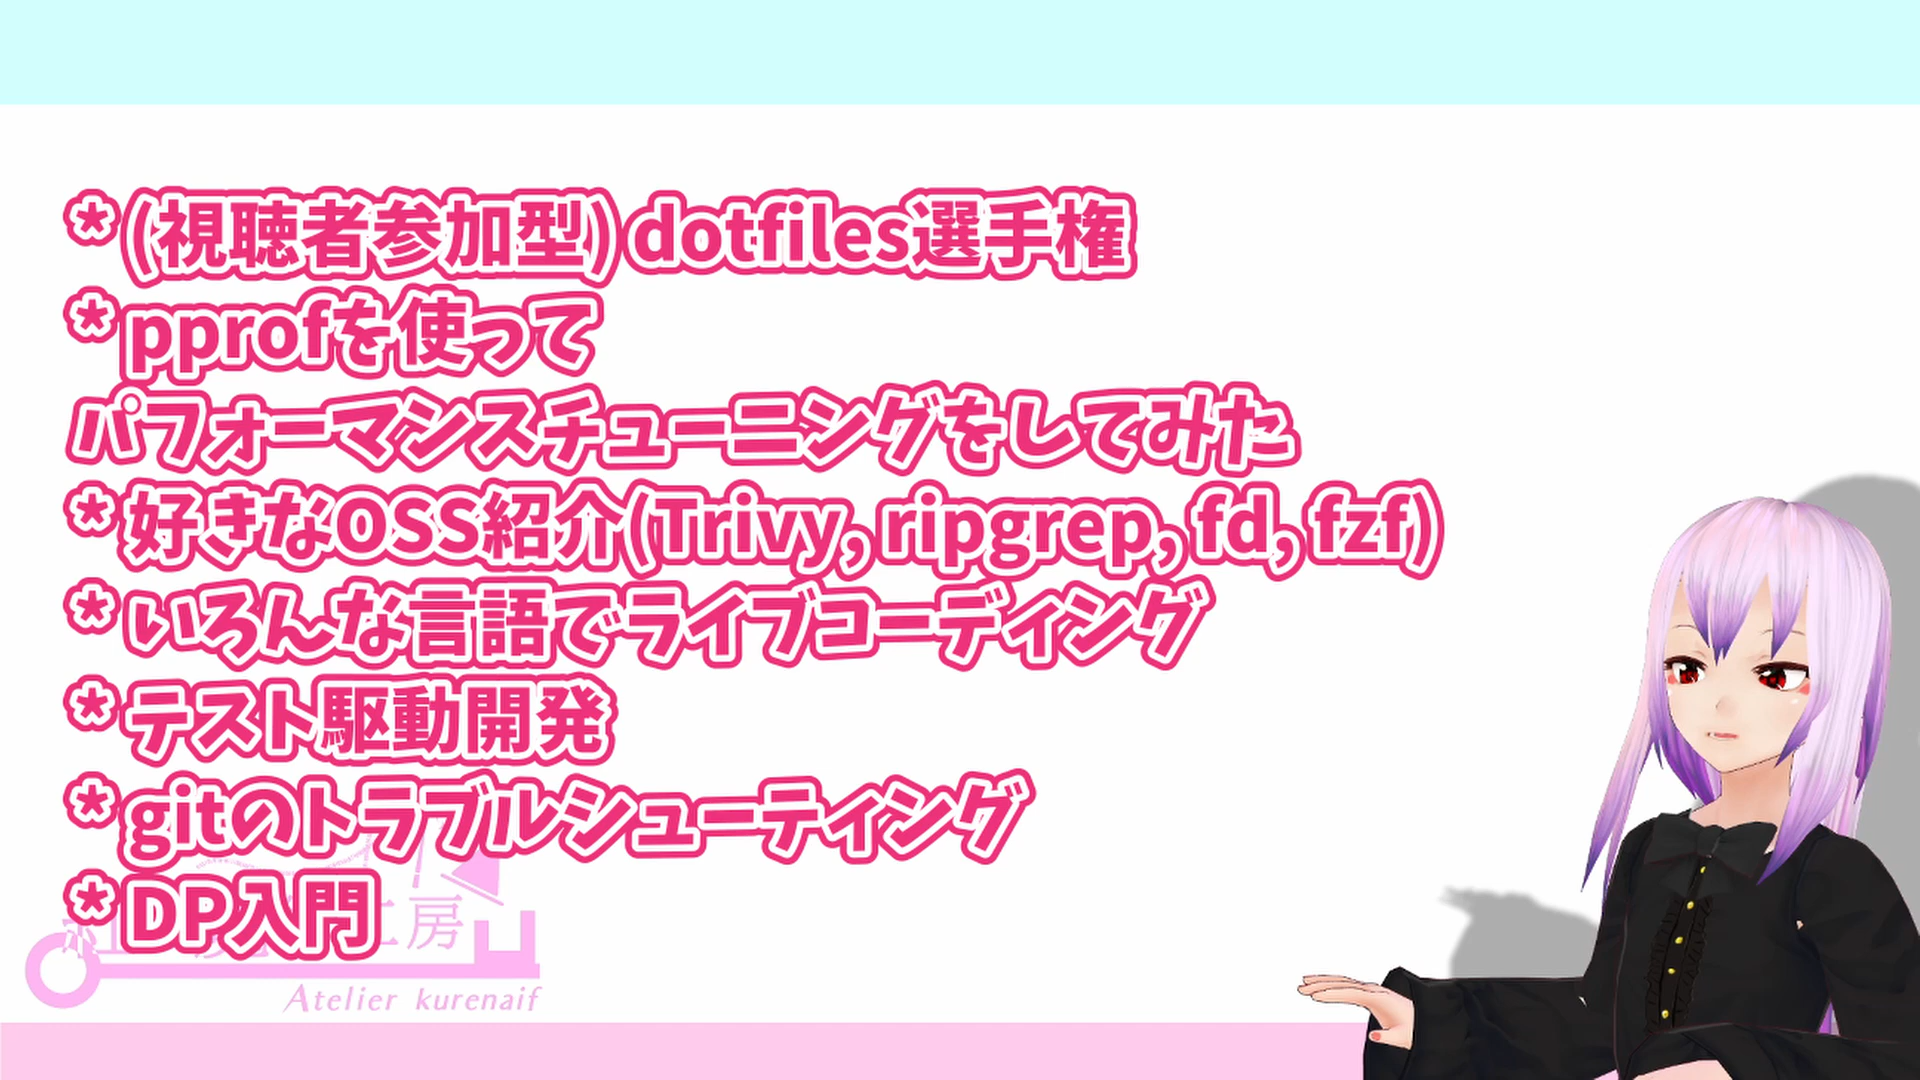 * (視聴者参加型) dotfiles選手権
* pprofを使って
パフォーマンスチューニングをしてみた
* 好きなOSS紹介(Trivy, ripgrep, fd, fzf)
* いろんな言語でライブコーディング
* テスト駆動開発
* gitのトラブルシューティング
* DP入門
房
Atelier kurenaif